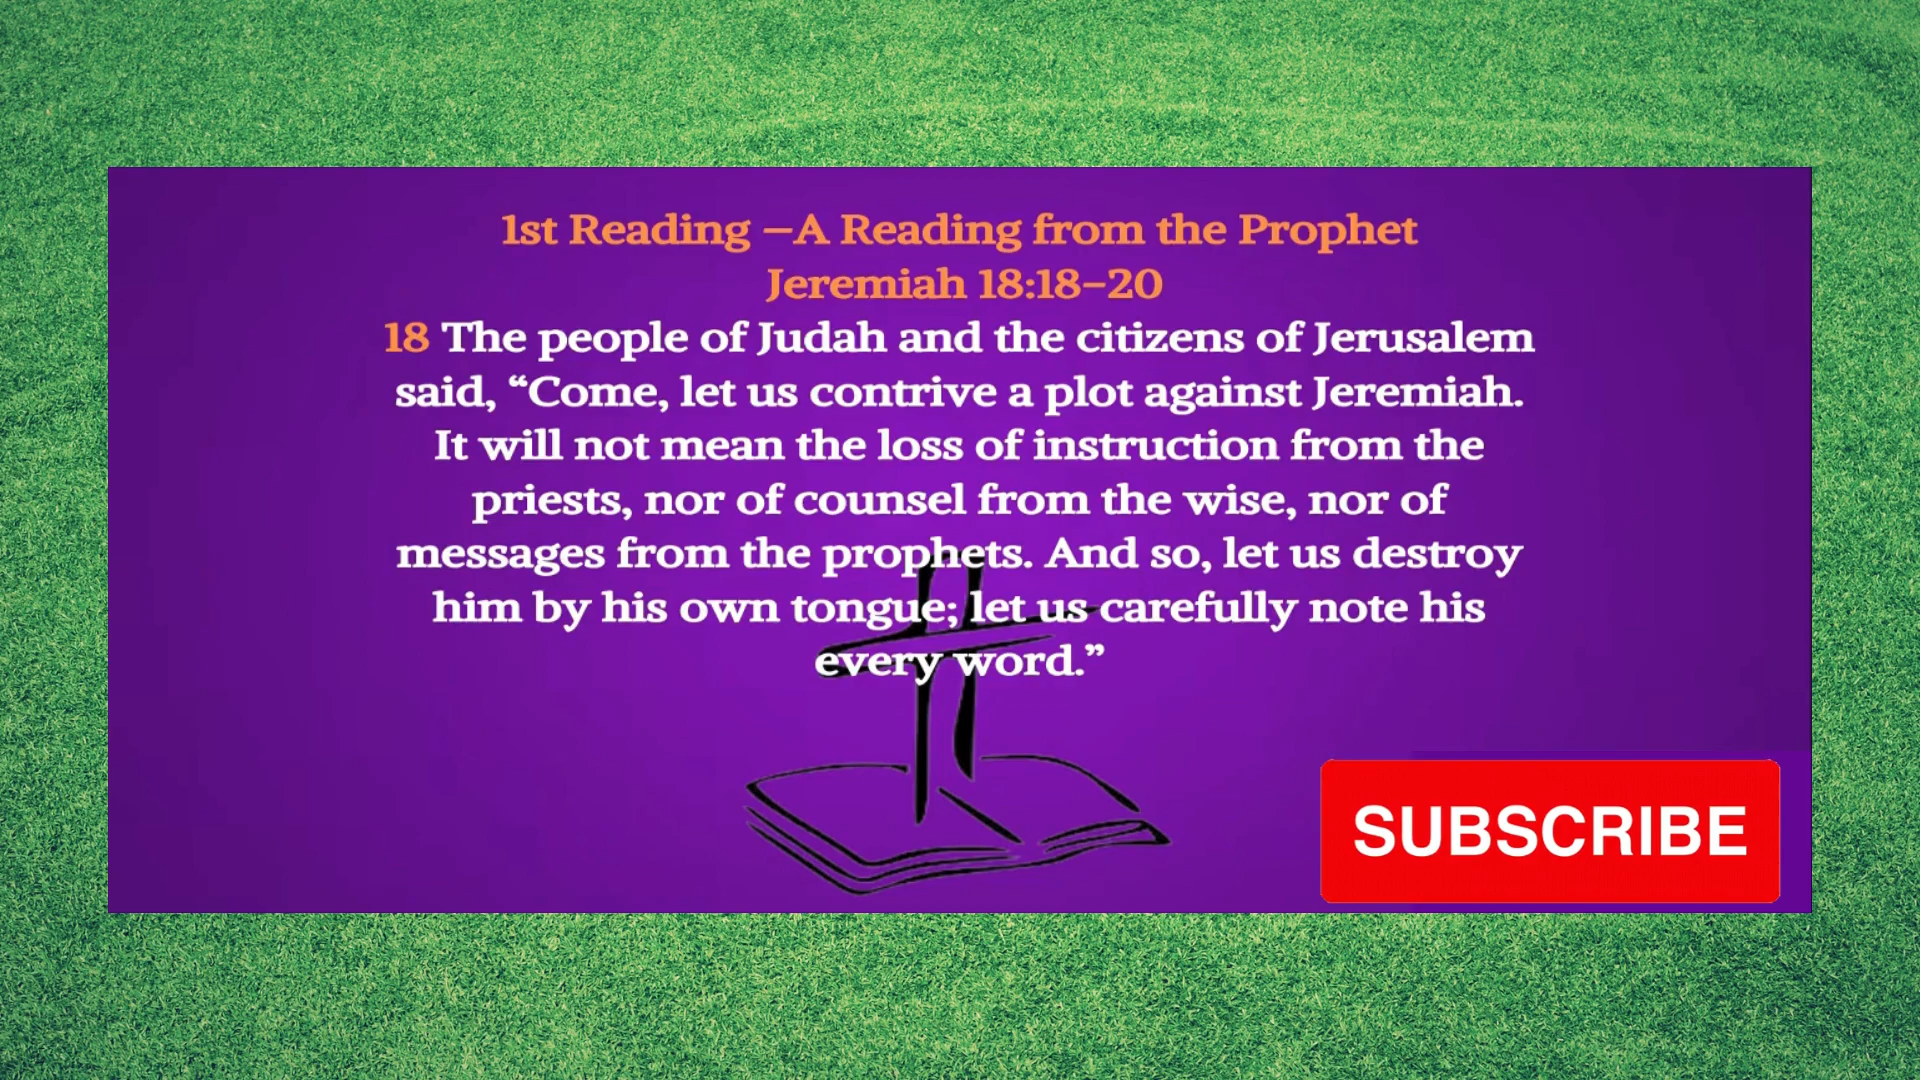 1st Reading –A Reading from the Prophet
Jeremiah 18:18–20
18 The people of Judah and the citizens of Jerusalem
said, “Come, let us contrive a plot against Jeremiah.
It will not mean the loss of instruction from the
priests, nor of counsel from the wise, nor of
messages from the prophets. And so, let us destroy
him by his own tongue; let us carefully note his
every word.”
SUBSCRIBE